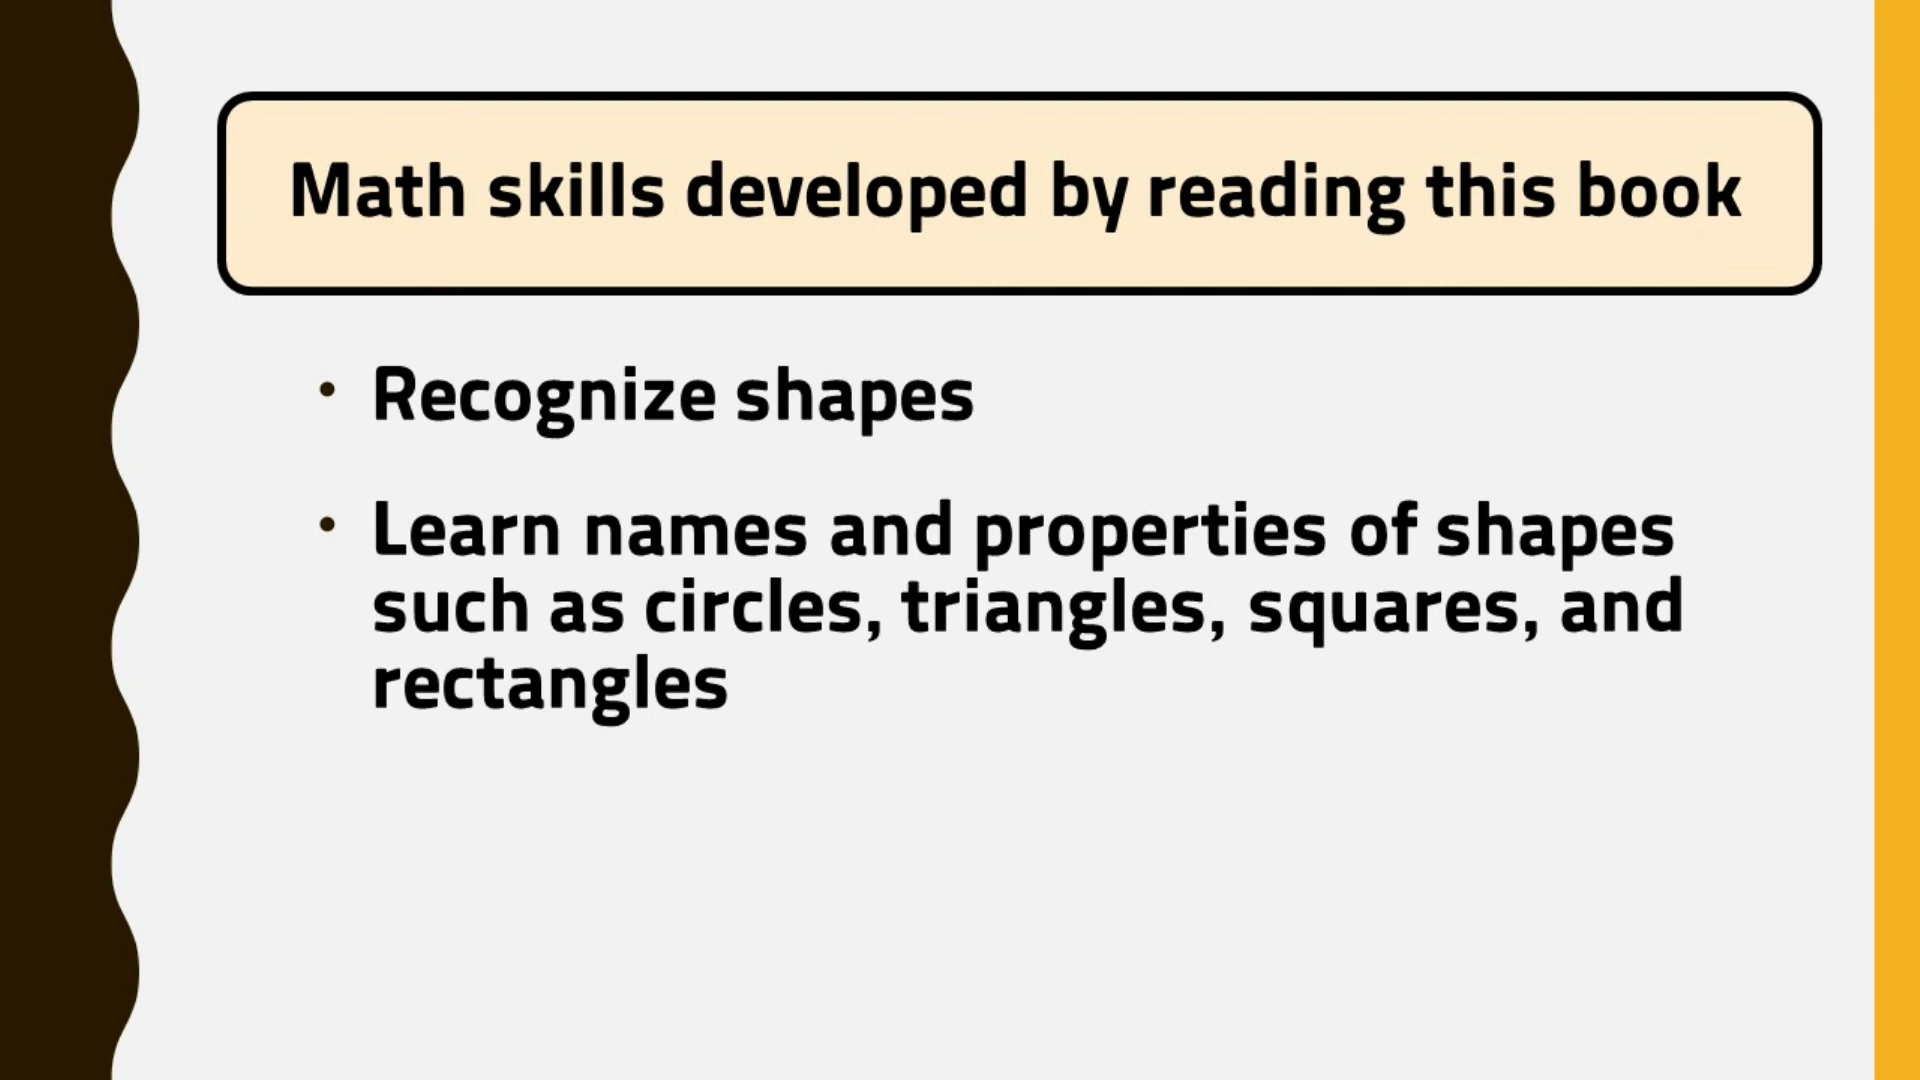 Math skills developed by reading this book
• Recognize shapes
• Learn names and properties of shapes
such as circles, triangles, squares, and
rectangles